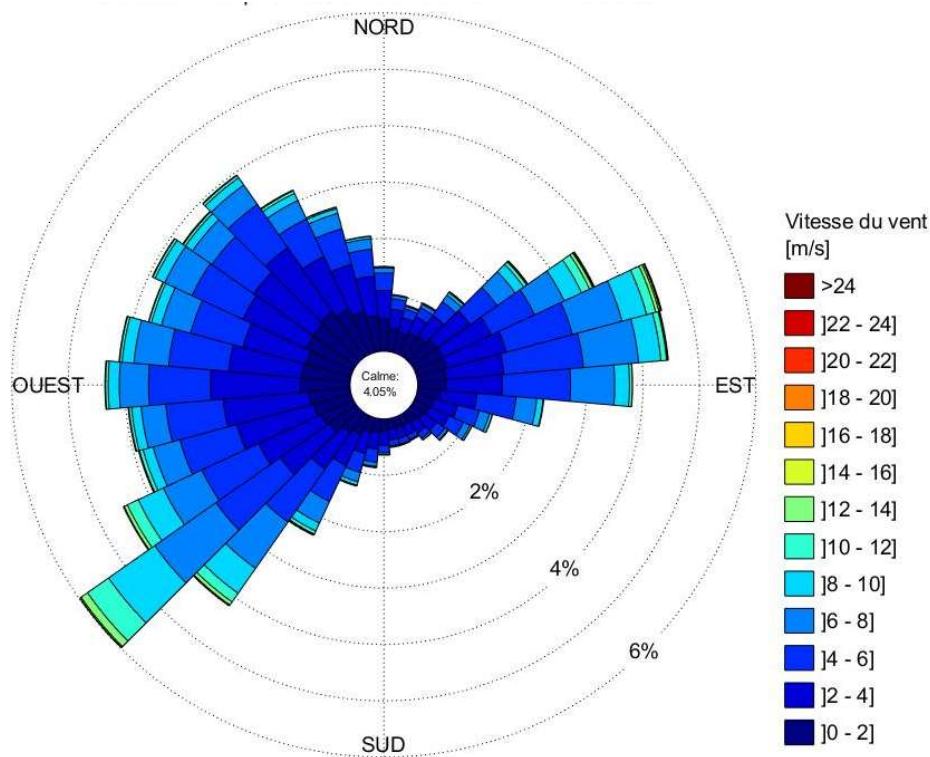 NORD
Vitesse du vent
[m/s]
>24
]22 - 24]
]20 - 22]
]18 - 20]
]16 - 18]
]14 - 16]
]12 - 14]
]10 - 12]
]8 - 10]
]6 - 8]
]4 - 6]
]2 - 4]
]0 - 2]
OUEST
Calme:
4.05%
EST
2%
4%
6%
SUD